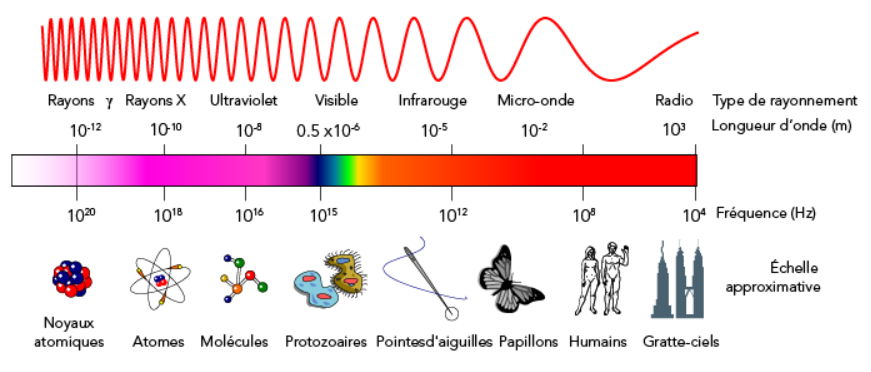 Rayons γ Rayons X Ultraviolet Visible Infrarouge Micro-onde Radio Type de rayonnement
10⁻¹² 10⁻¹⁰ 10⁻⁸ 0.5 x10⁻⁶ 10⁻⁵ 10⁻² 10³ Longueur d'onde (m)
10²⁰ 10¹⁸ 10¹⁶ 10¹⁵ 10¹² 10⁸ 10⁴ Fréquence (Hz)
Échelle
approximative
Noyaux
atomiques Atomes Molécules Protozoaires Pointesd'aiguilles Papillons Humains Gratte-ciels